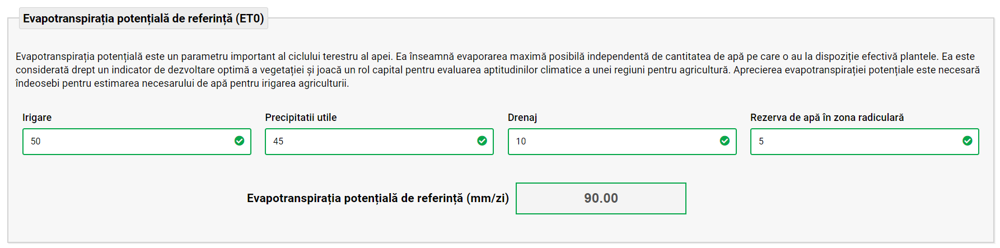 Evapotranspirația potențială de referință (ET0)
Evapotranspirația potențială este un parametru important al ciclului terestru al apei. Ea înseamnă evaporarea maximă posibilă independentă de cantitatea de apă pe care o au la dispoziție efectivă plantele. Ea este
considerată drept un indicator de dezvoltare optimă a vegetației și joacă un rol capital pentru evaluarea aptitudinilor climatice a unei regiuni pentru agricultură. Aprecierea evapotranspirației potențiale este necesară
îndeosebi pentru estimarea necesarului de apă pentru irigarea agriculturii.
Irigare
50
Precipitatii utile
45
Drenaj
10
Rezerva de apă în zona radiculară
5
Evapotranspirația potențială de referință (mm/zi)
90.00